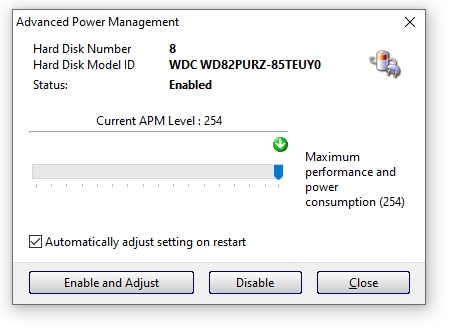 Advanced Power Management
Hard Disk Number 8
Hard Disk Model ID WDC WD82PURZ-85TEUY0
Status: Enabled
Current APM Level : 254
Maximum
performance and
power
consumption (254)
Automatically adjust setting on restart
Enable and Adjust Disable Close